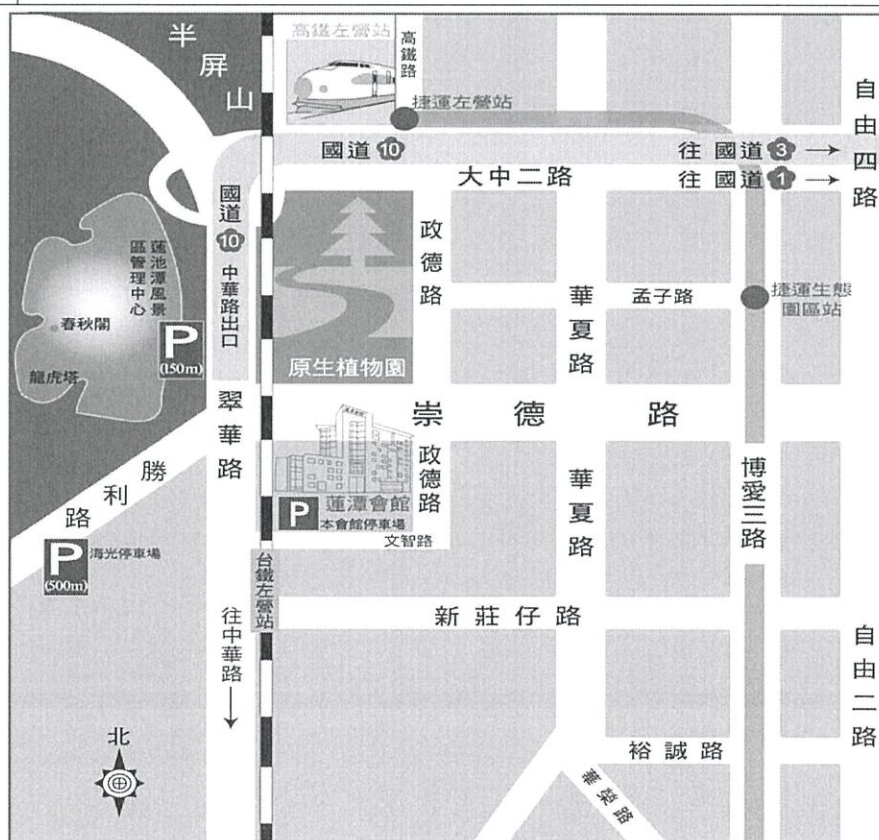 半屏山
高鐵左營站
高鐵路
捷運左營站
自由四路
國道 10
往 國道 3 →
大中二路
往 國道 1 →
國道 10 中華路出口
蓮池潭風景
區管理中心
春秋閣
龍虎塔
P
(150m)
政德路
原生植物園
華夏路
孟子路
捷運生態
園區站
翠華路
崇德路
勝利路
政德路
華夏路
博愛三路
P
蓮潭會館
本會館停車場
文智路
P
(500m)
海光停車場
台鐵左營站
新莊仔路
往中華路
↓
自由二路
北
裕誠路
華榮路